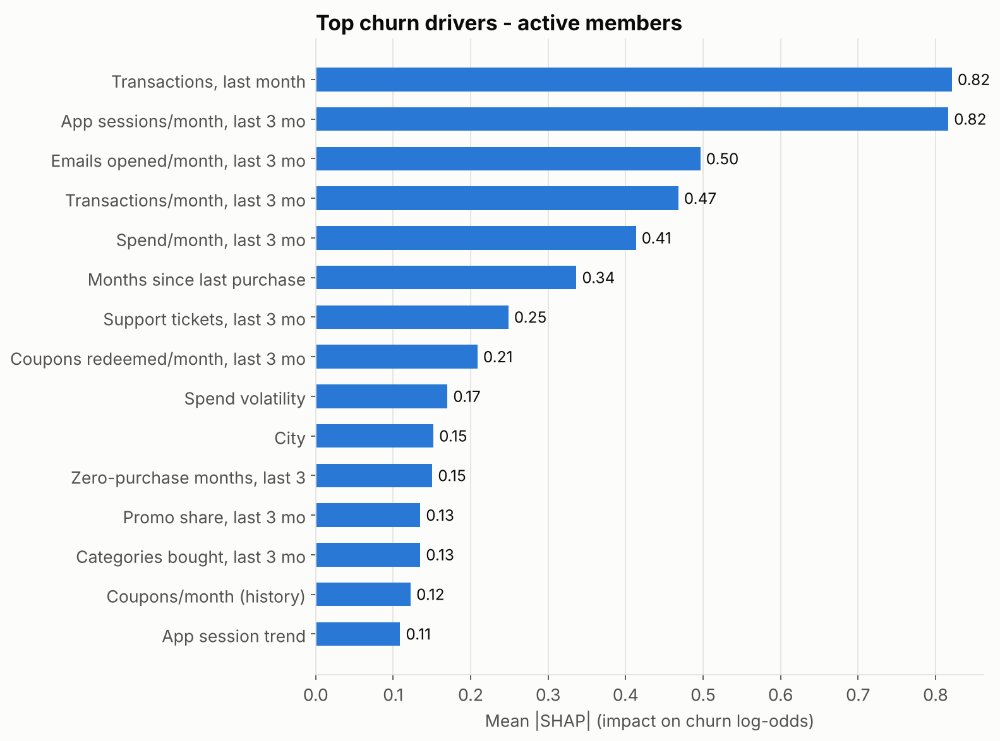 Top churn drivers - active members
Transactions, last month 0.82
App sessions/month, last 3 mo 0.82
Emails opened/month, last 3 mo 0.50
Transactions/month, last 3 mo 0.47
Spend/month, last 3 mo 0.41
Months since last purchase 0.34
Support tickets, last 3 mo 0.25
Coupons redeemed/month, last 3 mo 0.21
Spend volatility 0.17
City 0.15
Zero-purchase months, last 3 0.15
Promo share, last 3 mo 0.13
Categories bought, last 3 mo 0.13
Coupons/month (history) 0.12
App session trend 0.11
0.0 0.1 0.2 0.3 0.4 0.5 0.6 0.7 0.8
Mean |SHAP| (impact on churn log-odds)